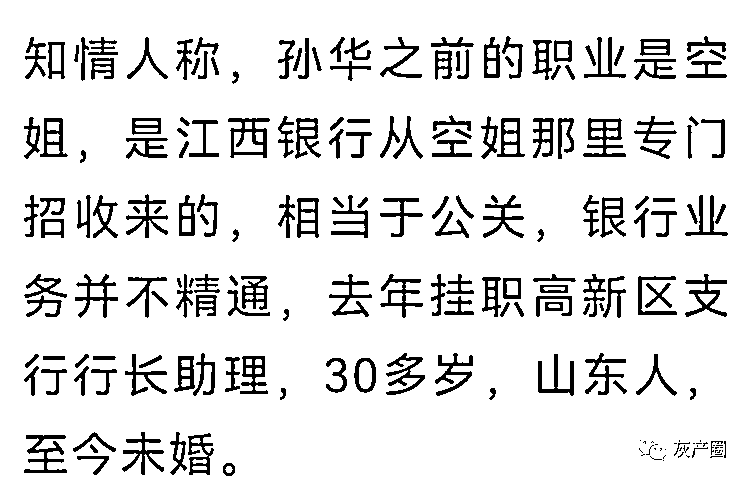 知情人称，孙华之前的职业是空
姐，是江西银行从空姐那里专门
招收来的，相当于公关，银行业
务并不精通，去年挂职高新区支
行行长助理，30多岁，山东人，
至今未婚。
灰产圈